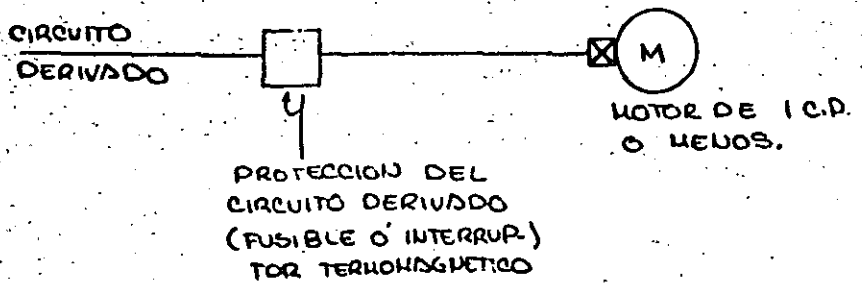 CIRCUITO
DERIVADO
M
MOTOR DE 1 C.P.
O MENOS.
PROTECCION DEL
CIRCUITO DERIVADO
(FUSIBLE O' INTERRUP-)
TOR TERMOMAGNETICO